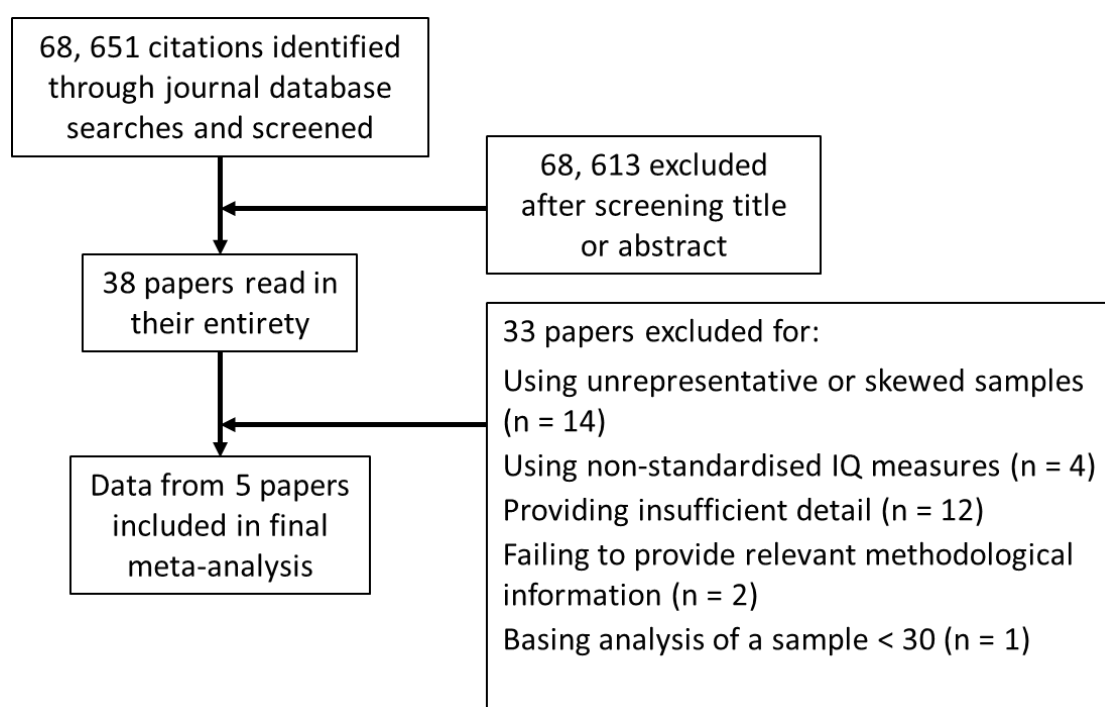 68, 651 citations identified
through journal database
searches and screened
68, 613 excluded
after screening title
or abstract
38 papers read in
their entirety
33 papers excluded for:
Using unrepresentative or skewed samples
(n = 14)
Using non-standardised IQ measures (n = 4)
Providing insufficient detail (n = 12)
Failing to provide relevant methodological
information (n = 2)
Basing analysis of a sample < 30 (n = 1)
Data from 5 papers
included in final
meta-analysis